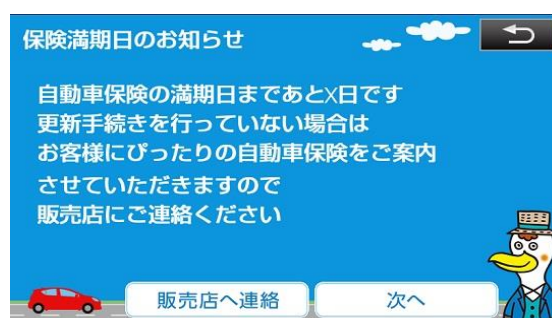 保険満期日のお知らせ
自動車保険の満期日まであとX日です
更新手続きを行っていない場合は
お客様にぴったりの自動車保険をご案内
させていただきますので
販売店にご連絡ください
販売店へ連絡
次へ